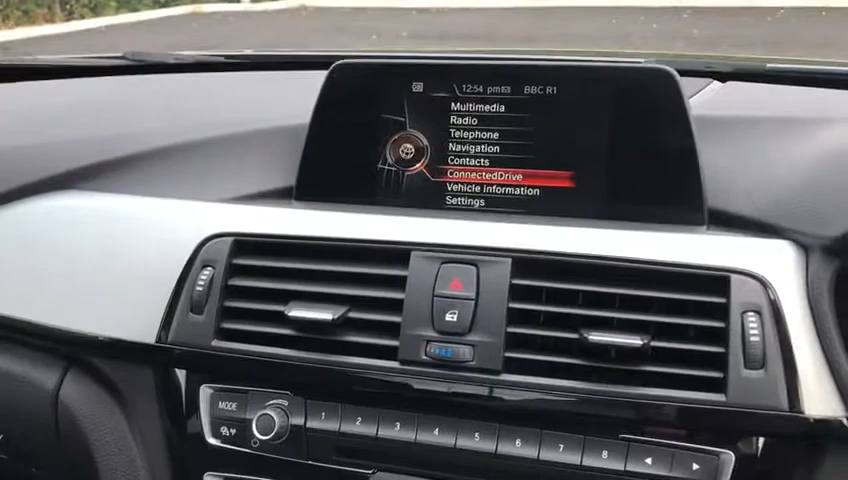 12:54 pm BBC R1
Multimedia
Radio
Telephone
Navigation
Contacts
ConnectedDrive
Vehicle information
Settings
MODE
1 2 3 4 5 6 7 8